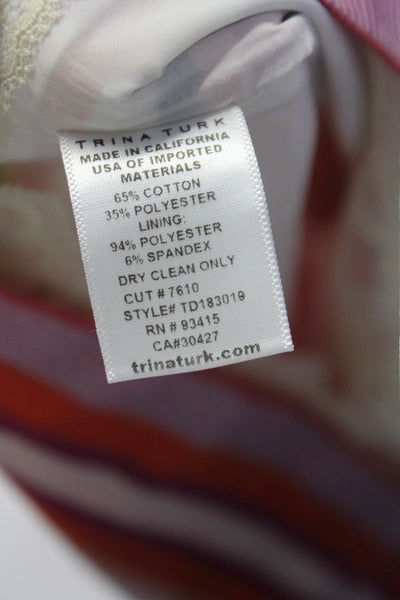 TRINA TURK
MADE IN CALIFORNIA
USA OF IMPORTED
MATERIALS
65% COTTON
35% POLYESTER
LINING:
94% POLYESTER
6% SPANDEX
DRY CLEAN ONLY
CUT # 7610
STYLE# TD183019
RN # 93415
CA#30427
trinaturk.com